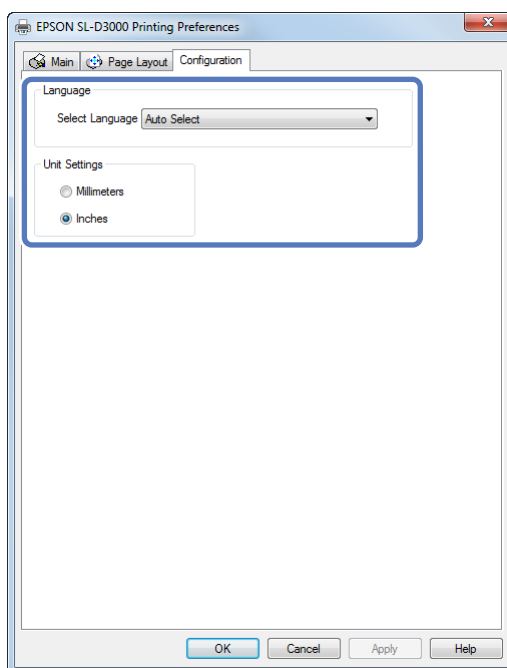 EPSON SL-D3000 Printing Preferences
Main Page Layout Configuration
Language
Select Language Auto Select
Unit Settings
Millimeters
Inches
OK Cancel Apply Help